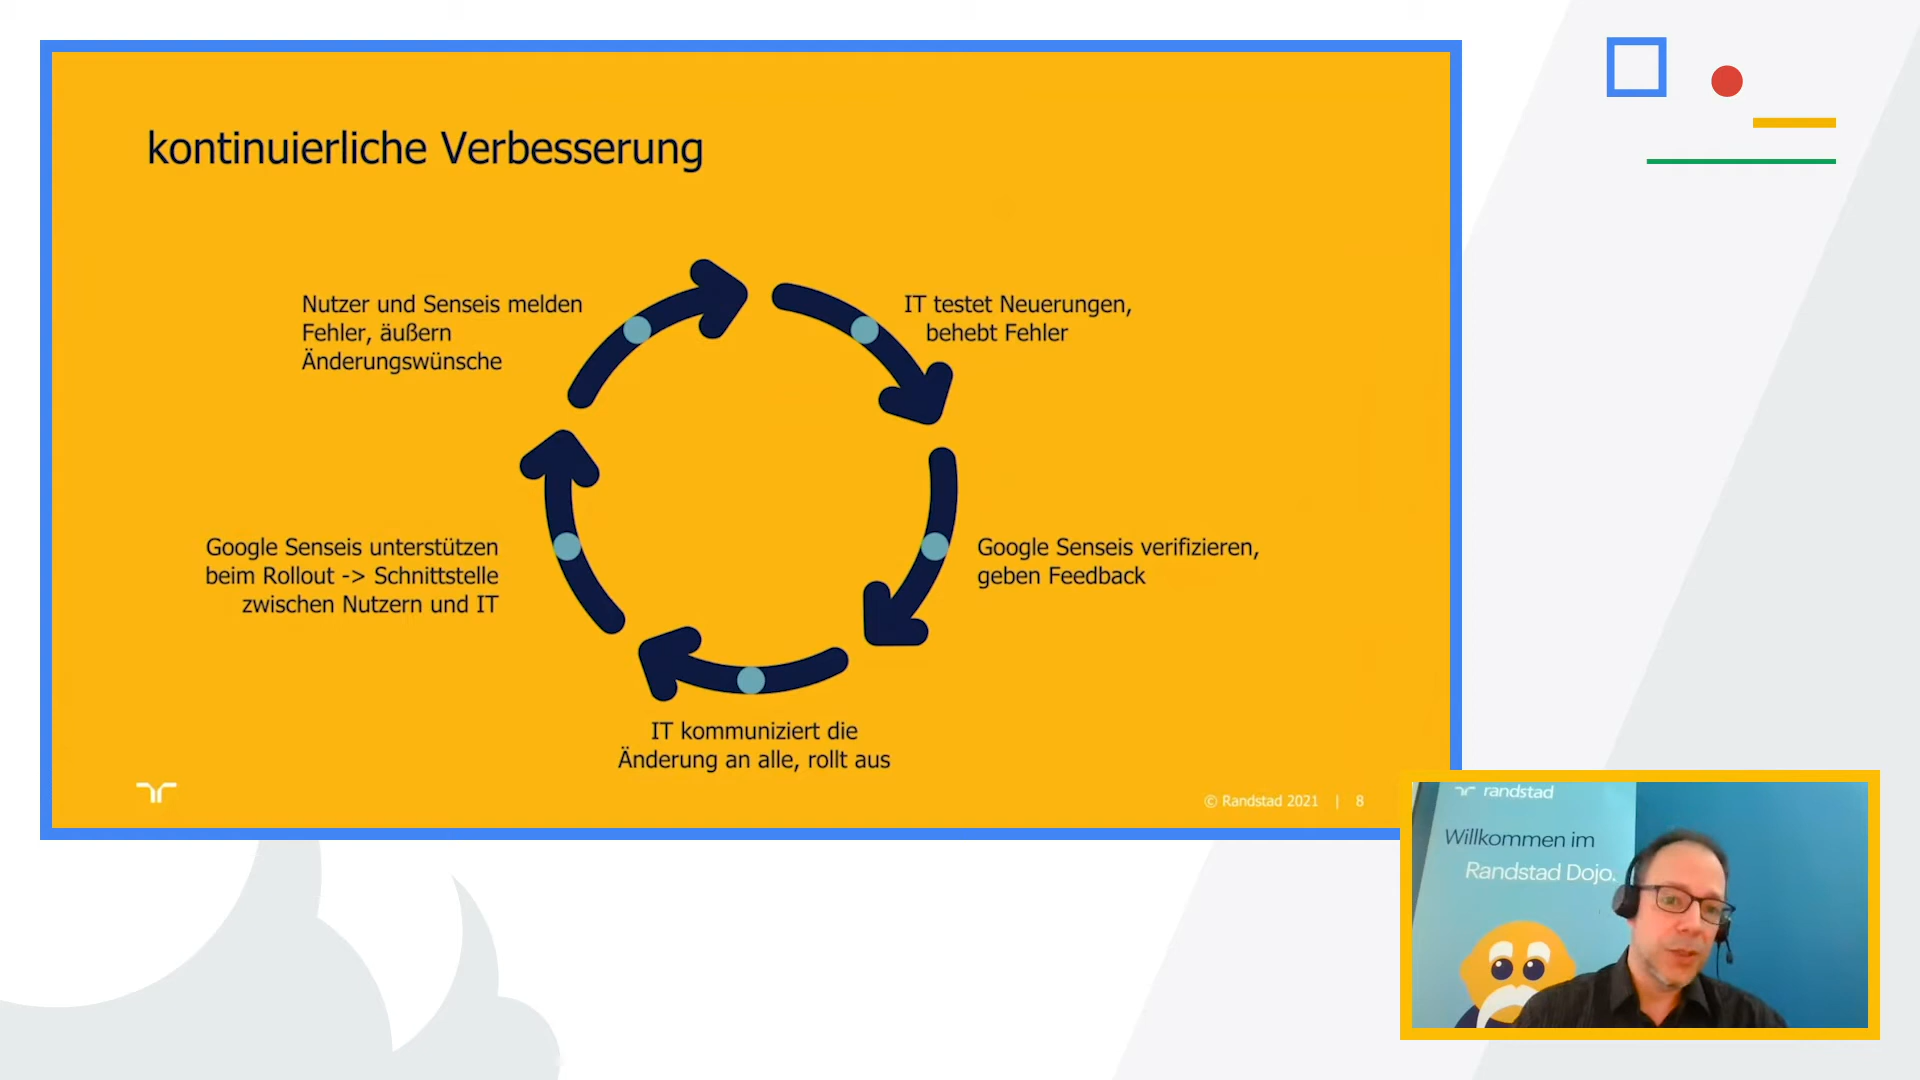 kontinuierliche Verbesserung
Nutzer und Senseis melden
Fehler, äußern
Änderungswünsche
IT testet Neuerungen,
behebt Fehler
Google Senseis unterstützen
beim Rollout -> Schnittstelle
zwischen Nutzern und IT
Google Senseis verifizieren,
geben Feedback
IT kommuniziert die
Änderung an alle, rollt aus
© Randstad 2021 | 8
randstad
Willkommen im
Randstad Dojo.